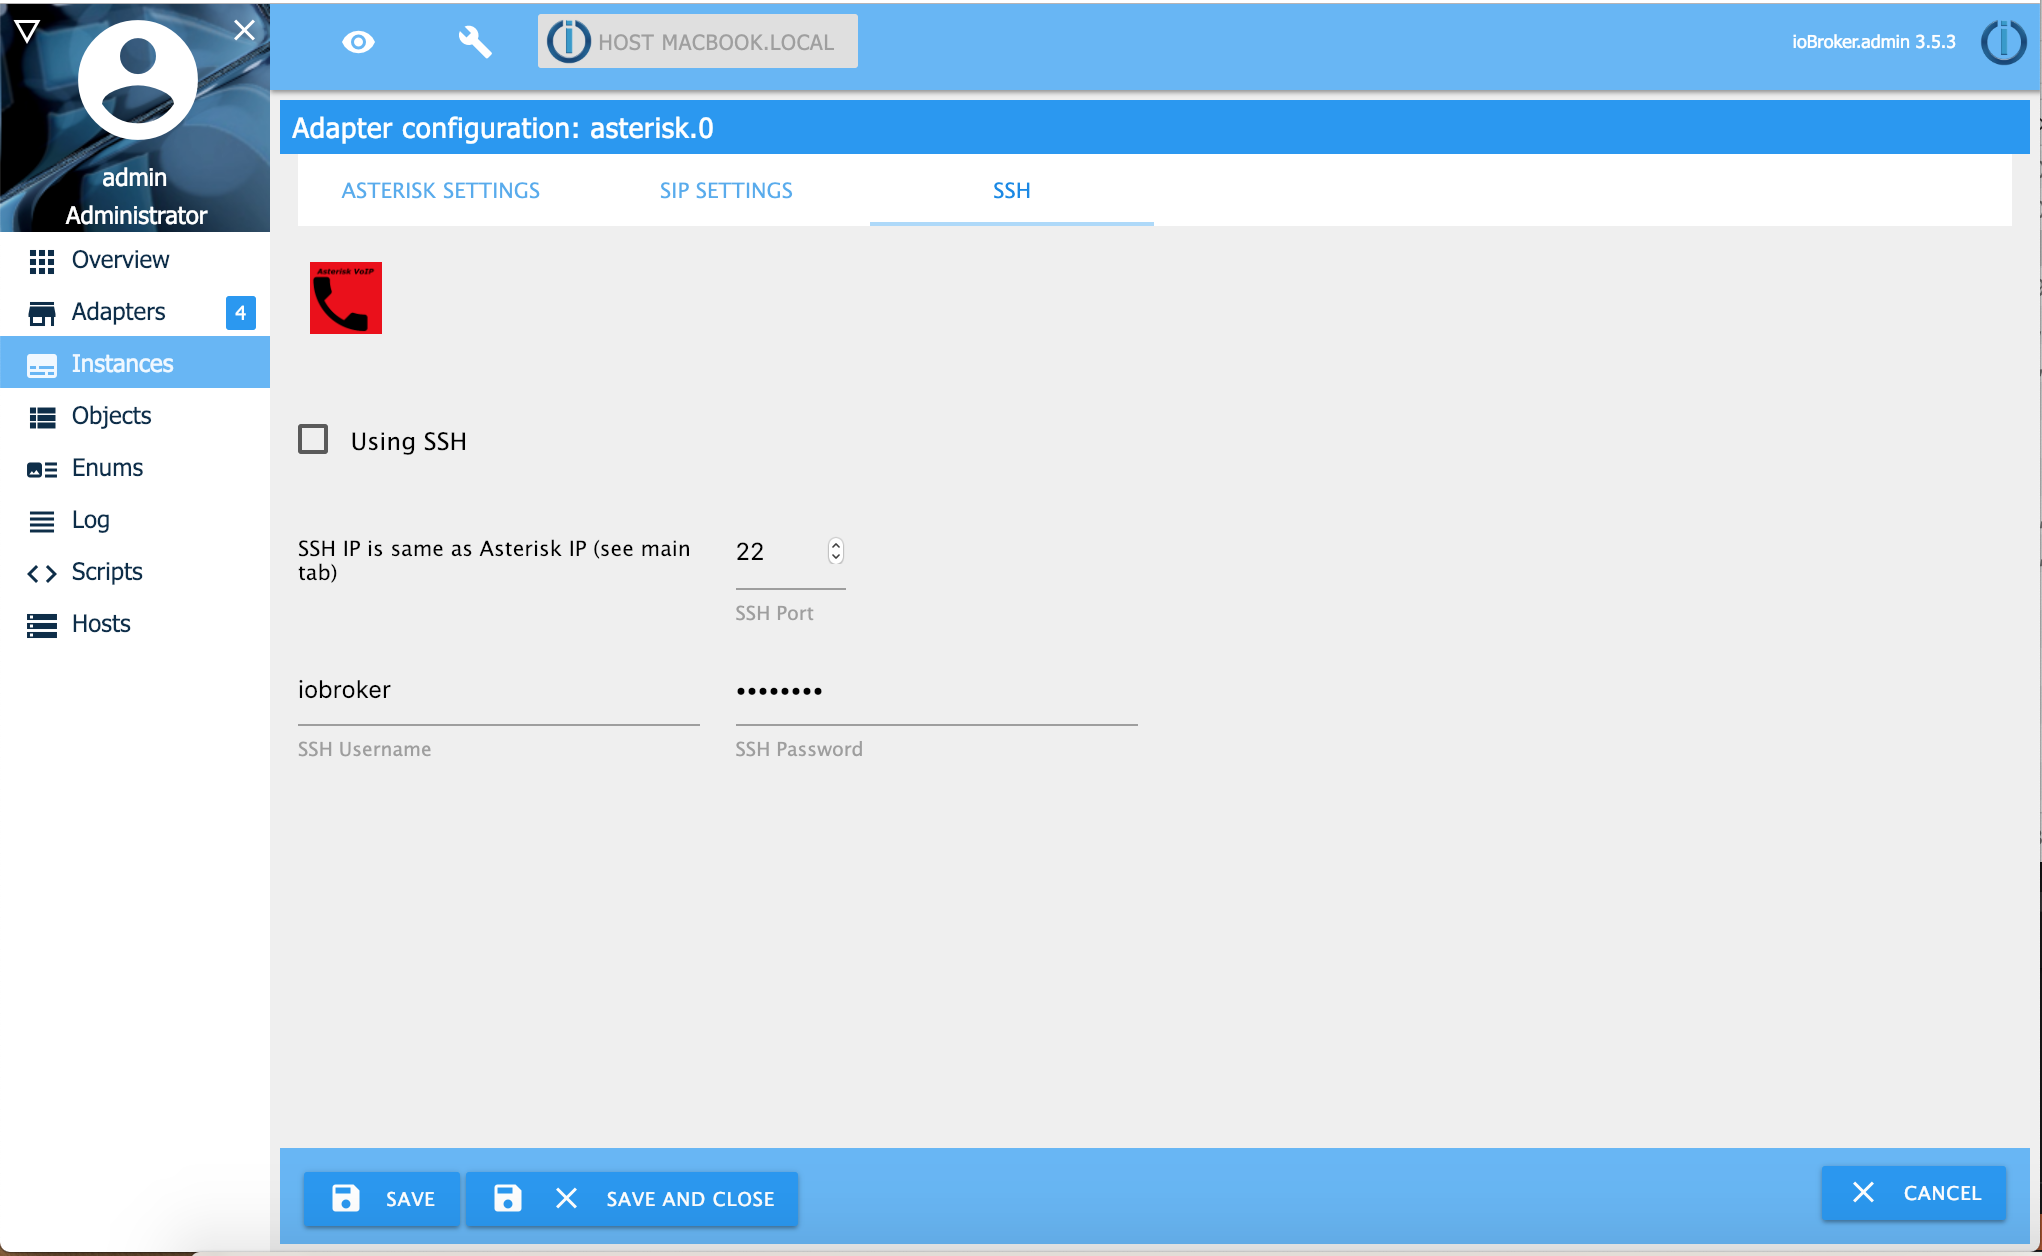 HOST MACBOOK.LOCAL
ioBroker.admin 3.5.3
admin
Administrator
Overview
Adapters
4
Instances
Objects
Enums
Log
Scripts
Hosts
Adapter configuration: asterisk.0
ASTERISK SETTINGS
SIP SETTINGS
SSH
Asterisk VoIP
Using SSH
SSH IP is same as Asterisk IP (see main
tab)
22
SSH Port
iobroker
••••••••
SSH Username
SSH Password
SAVE
SAVE AND CLOSE
CANCEL